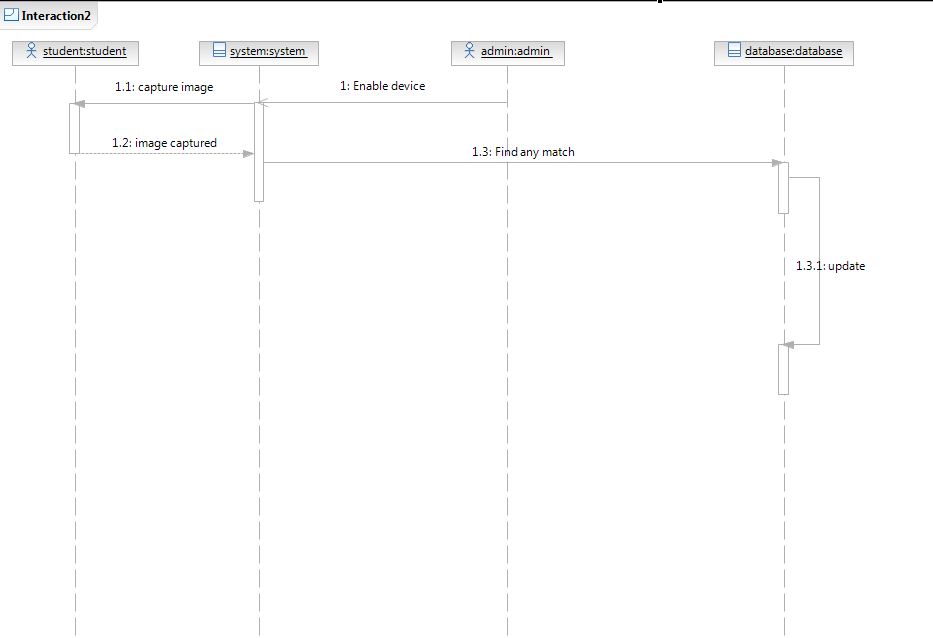 Interaction2
student:student
system:system
admin:admin
database:database
1.1: capture image
1: Enable device
1.2: image captured
1.3: Find any match
1.3.1: update